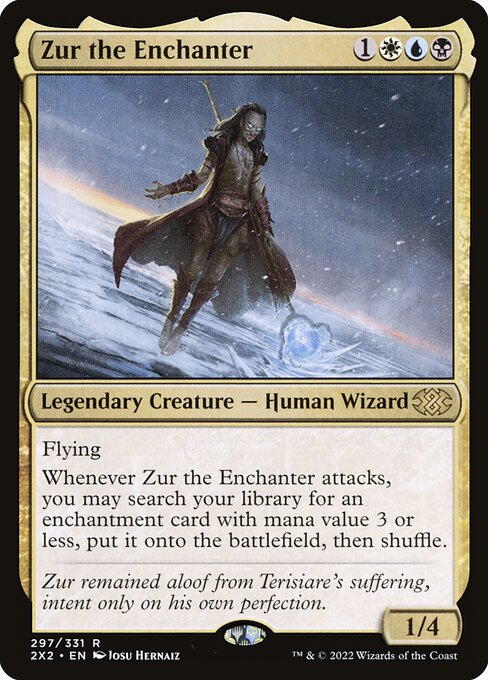 Zur the Enchanter 1
Legendary Creature — Human Wizard
Flying
Whenever Zur the Enchanter attacks,
you may search your library for an
enchantment card with mana value 3 or
less, put it onto the battlefield, then shuffle.
Zur remained aloof from Terisiare's suffering,
intent only on his own perfection.
1/4
297/331 R
2X2 • EN Josu Hernaiz
™ & © 2022 Wizards of the Coast